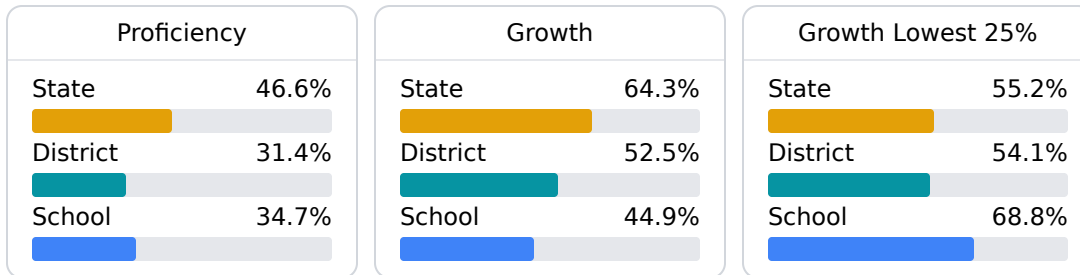 Proficiency
State 46.6%
District 31.4%
School 34.7%
Growth
State 64.3%
District 52.5%
School 44.9%
Growth Lowest 25%
State 55.2%
District 54.1%
School 68.8%